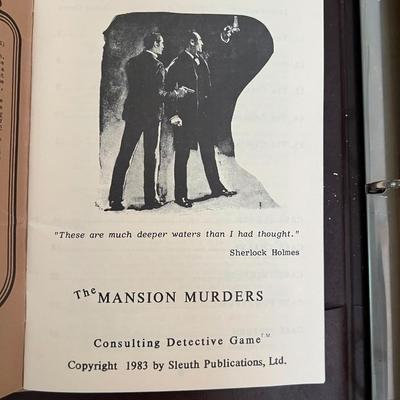 "These are much deeper waters than I had thought."
Sherlock Holmes
The MANSION MURDERS
Consulting Detective Game™
Copyright 1983 by Sleuth Publications, Ltd.